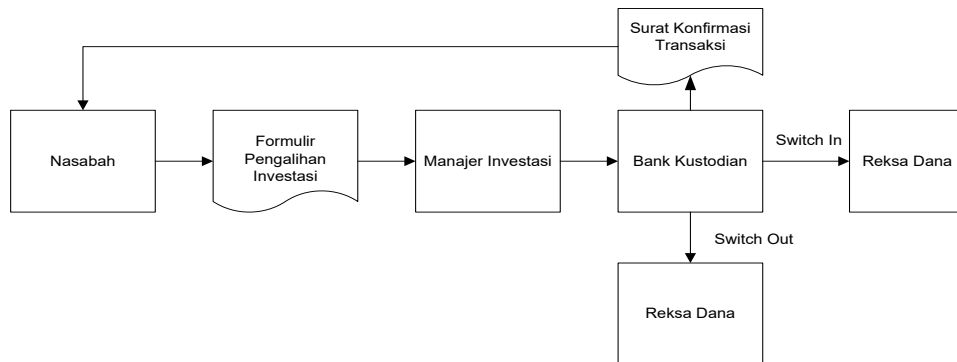 Surat Konfirmasi
Transaksi
Nasabah
Formulir
Pengalihan
Investasi
Manajer Investasi
Bank Kustodian
Switch In
Reksa Dana
Switch Out
Reksa Dana